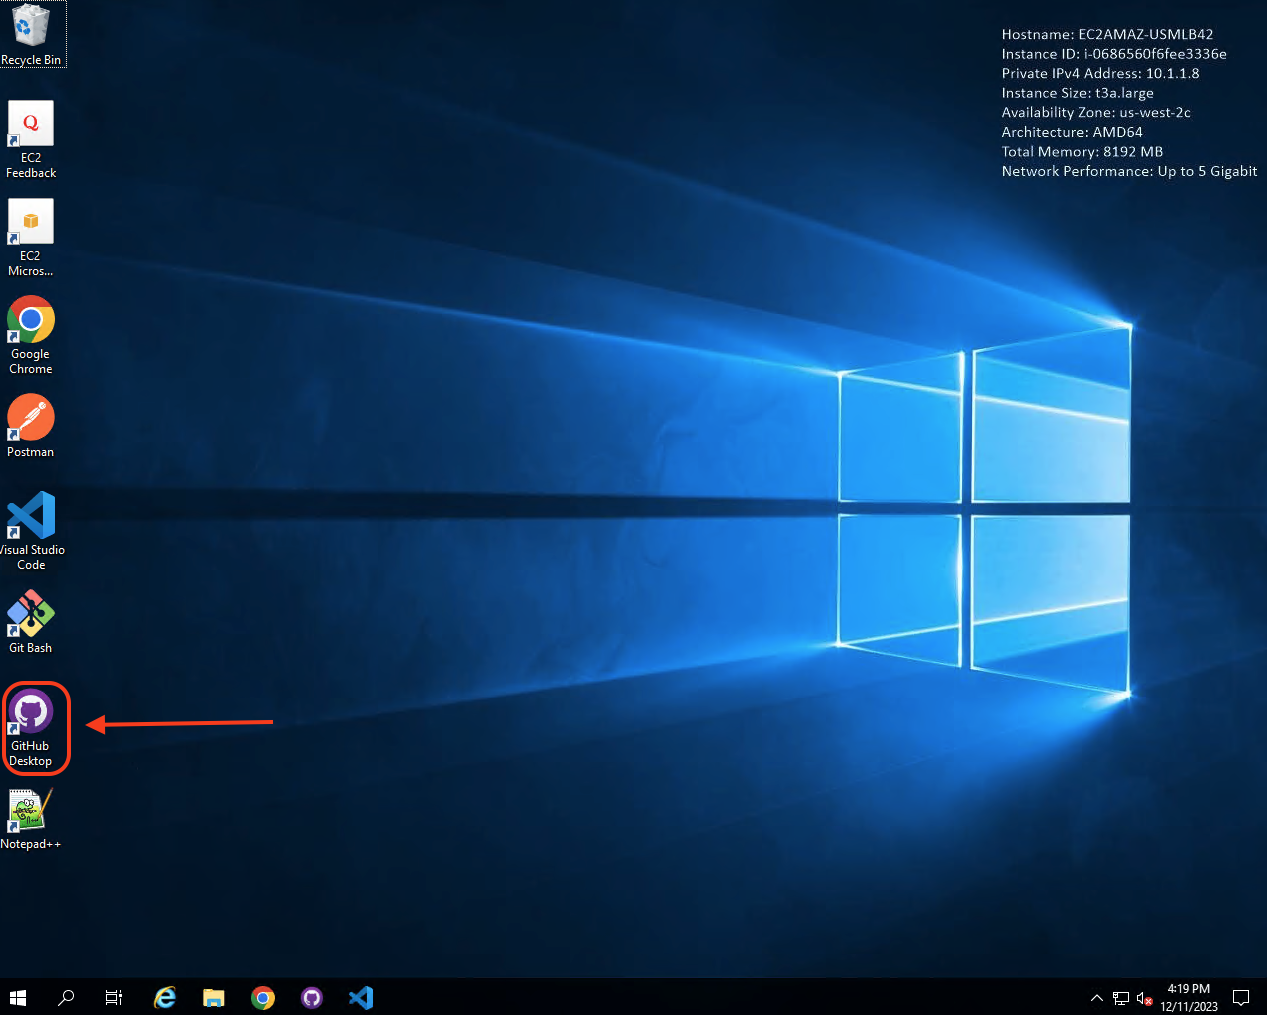 Recycle Bin
EC2
Feedback
EC2
Micros...
Google
Chrome
Postman
Visual Studio
Code
Git Bash
GitHub
Desktop
Notepad++
Hostname: EC2AMAZ-USMLB42
Instance ID: i-0686560f6fee3336e
Private IPv4 Address: 10.1.1.8
Instance Size: t3a.large
Availability Zone: us-west-2c
Architecture: AMD64
Total Memory: 8192 MB
Network Performance: Up to 5 Gigabit
4:19 PM
12/11/2023